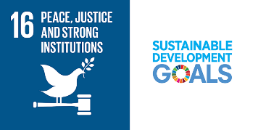 16 PEACE, JUSTICE
AND STRONG
INSTITUTIONS
SUSTAINABLE
DEVELOPMENT
GOALS